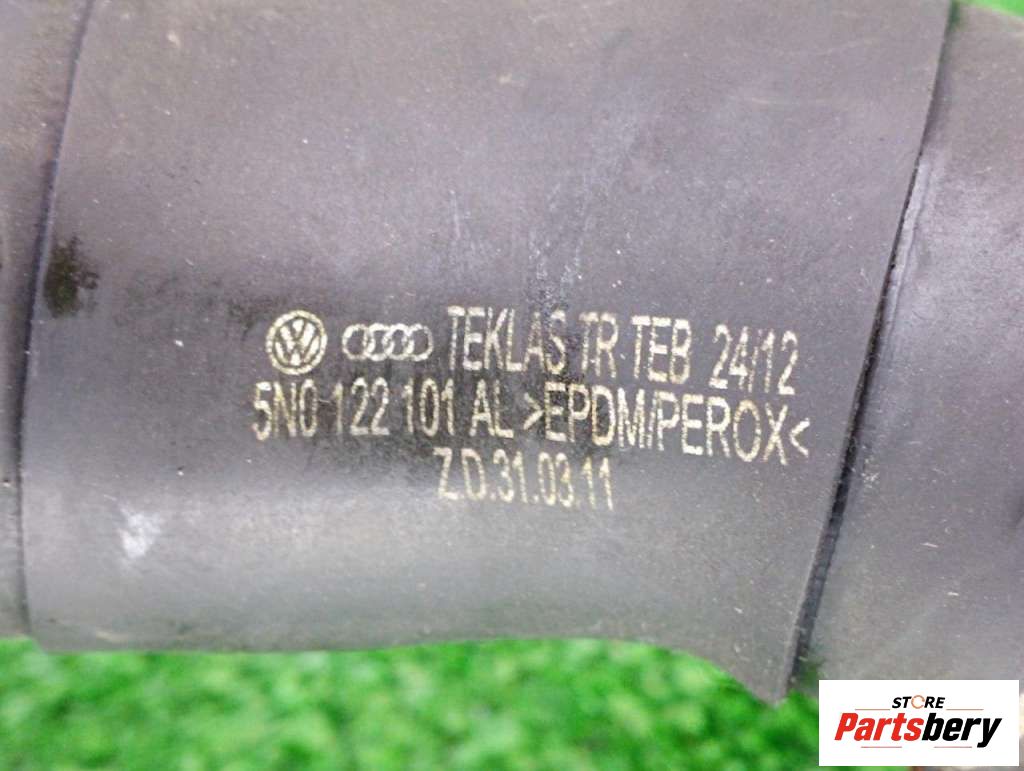 TEKLAS TR TEB 24/12
5N0 122 101 AL >EPDM/PEROX<
Z.D.31.03.11
STORE
Partsbery